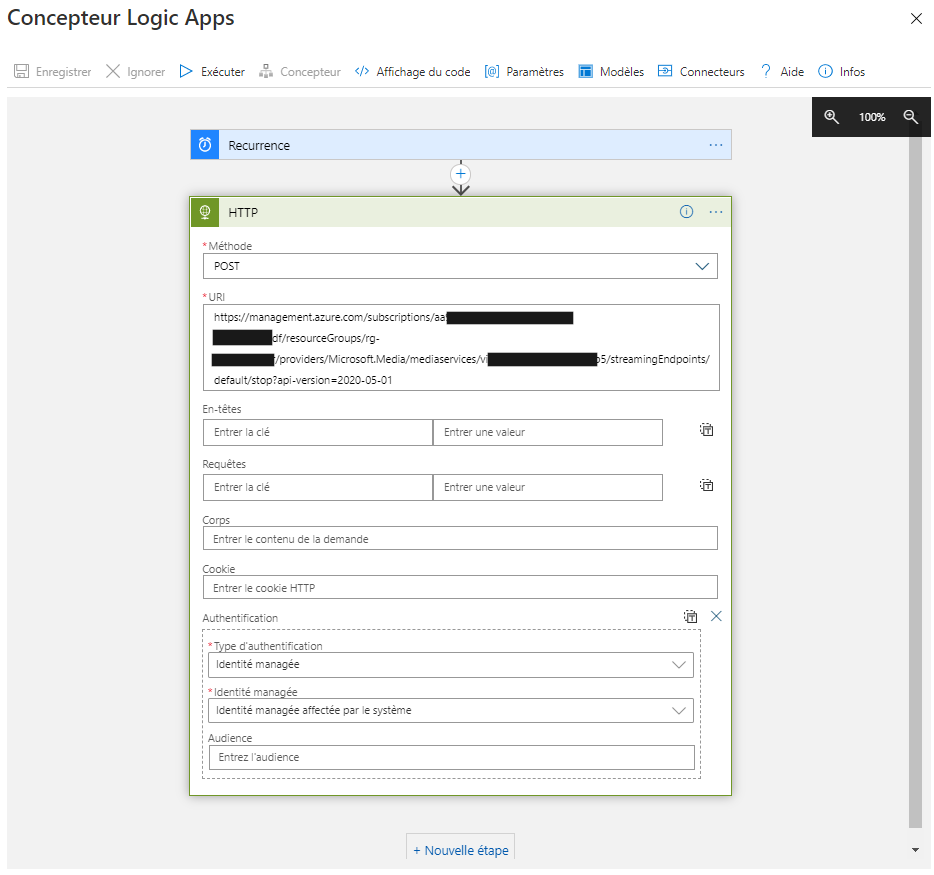 Concepteur Logic Apps
Enregistrer Ignorer Exécuter Concepteur Affichage du code Paramètres Modèles Connecteurs Aide Infos
100%
Recurrence
HTTP
*Méthode
POST
*URI
https://management.azure.com/subscriptions/aa
df/resourceGroups/rg-
/providers/Microsoft.Media/mediaservices/vi 5/streamingEndpoints/
default/stop?api-version=2020-05-01
En-têtes
Entrer la clé Entrer une valeur
Requêtes
Entrer la clé Entrer une valeur
Corps
Entrer le contenu de la demande
Cookie
Entrer le cookie HTTP
Authentification
*Type d'authentification
Identité managée
*Identité managée
Identité managée affectée par le système
Audience
Entrez l'audience
+ Nouvelle étape